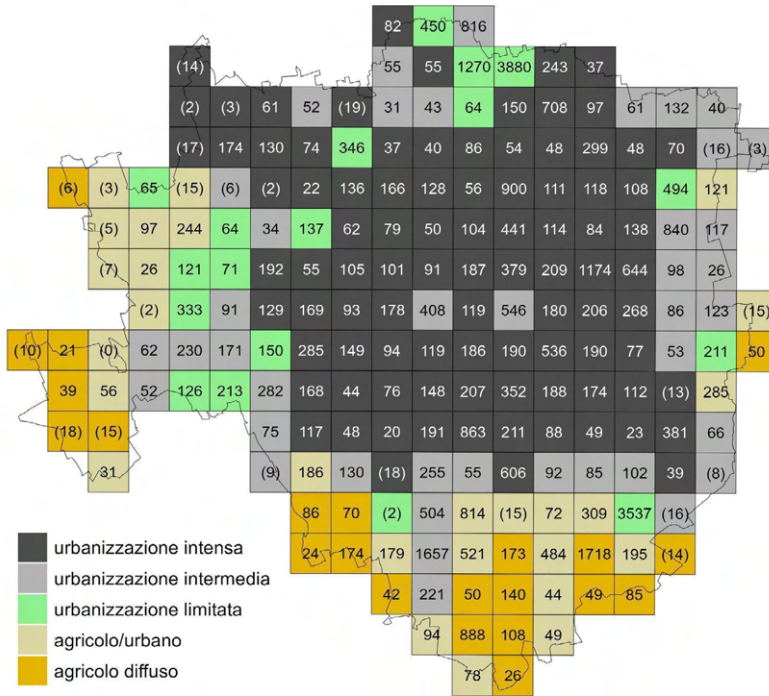 82 450 816
(14) 55 55 1270 3880 243 37
(2) (3) 61 52 (19) 31 43 64 150 708 97 61 132 40
(17) 174 130 74 346 37 40 86 54 48 299 48 70 (16) (3)
(6) (3) 65 (15) (6) (2) 22 136 166 128 56 900 111 118 108 494 121
(5) 97 244 64 34 137 62 79 50 104 441 114 84 138 840 117
(7) 26 121 71 192 55 105 101 91 187 379 209 1174 644 98 26
(2) 333 91 129 169 93 178 408 119 546 180 206 268 86 123 (15)
(10) 21 (0) 62 230 171 150 285 149 94 119 186 190 536 190 77 53 211 50
39 56 52 126 213 282 168 44 76 148 207 352 188 174 112 (13) 285
(18) (15) 75 117 48 20 191 863 211 88 49 23 381 66
31 (9) 186 130 (18) 255 55 606 92 85 102 39 (8)
86 70 (2) 504 814 (15) 72 309 3537 (16)
24 174 179 1657 521 173 484 1718 195 (14)
42 221 50 140 44 49 85
94 888 108 49
78 26
urbanizzazione intensa
urbanizzazione intermedia
urbanizzazione limitata
agricolo/urbano
agricolo diffuso